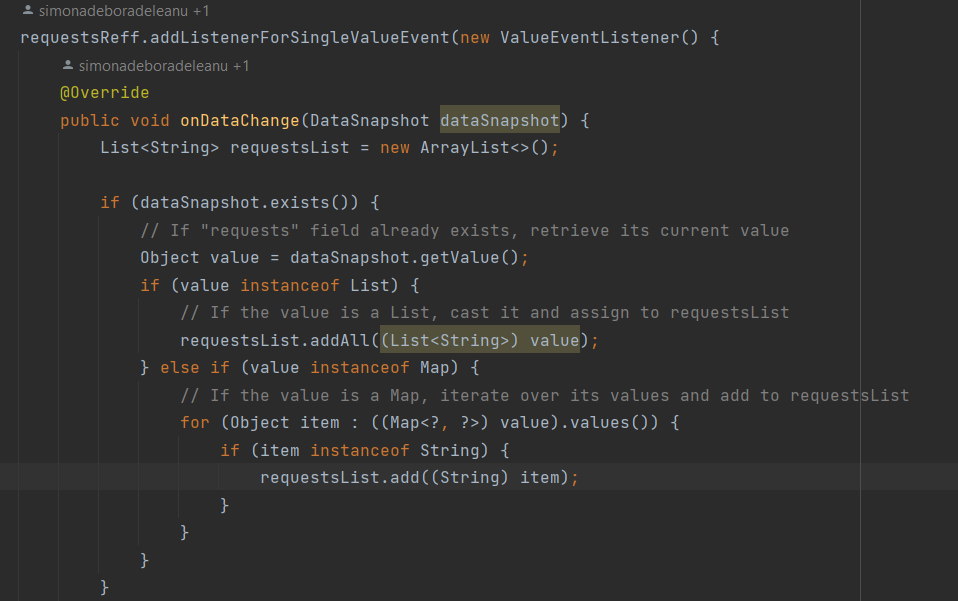 simonadeboradeleanu +1
requestsReff.addListenerForSingleValueEvent(new ValueEventListener() {
simonadeboradeleanu +1
@Override
public void onDataChange(DataSnapshot dataSnapshot) {
List<String> requestsList = new ArrayList<>();
if (dataSnapshot.exists()) {
// If "requests" field already exists, retrieve its current value
Object value = dataSnapshot.getValue();
if (value instanceof List) {
// If the value is a List, cast it and assign to requestsList
requestsList.addAll((List<String>) value);
} else if (value instanceof Map) {
// If the value is a Map, iterate over its values and add to requestsList
for (Object item : ((Map<?, ?>) value).values()) {
if (item instanceof String) {
requestsList.add((String) item);
}
}
}
}